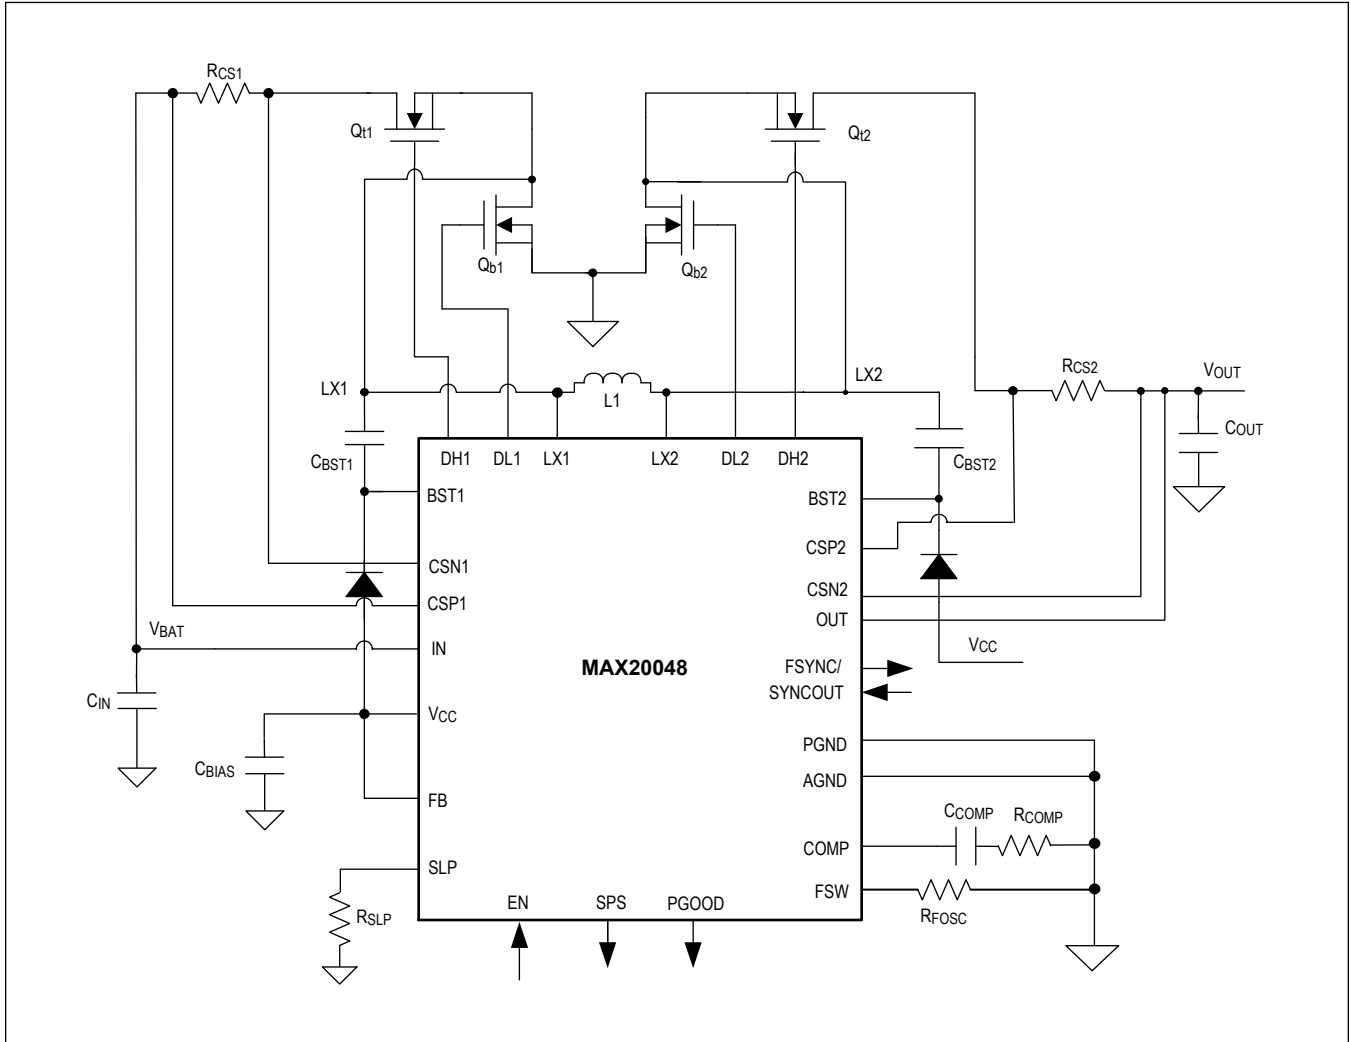 RCS1
Qt1
Qt2
Qb1
Qb2
LX1
L1
LX2
RCS2
VOUT
COUT
CBST1
CBST2
DH1 DL1 LX1 LX2 DL2 DH2
BST1
BST2
CSN1
CSP2
CSP1
CSN2
VBAT
IN
OUT
VCC
MAX20048
FSYNC/
SYNCOUT
CIN
VCC
CBIAS
PGND
AGND
FB
CCOMP
RCOMP
COMP
SLP
FSW
RSLP
RFOSC
EN SPS PGOOD